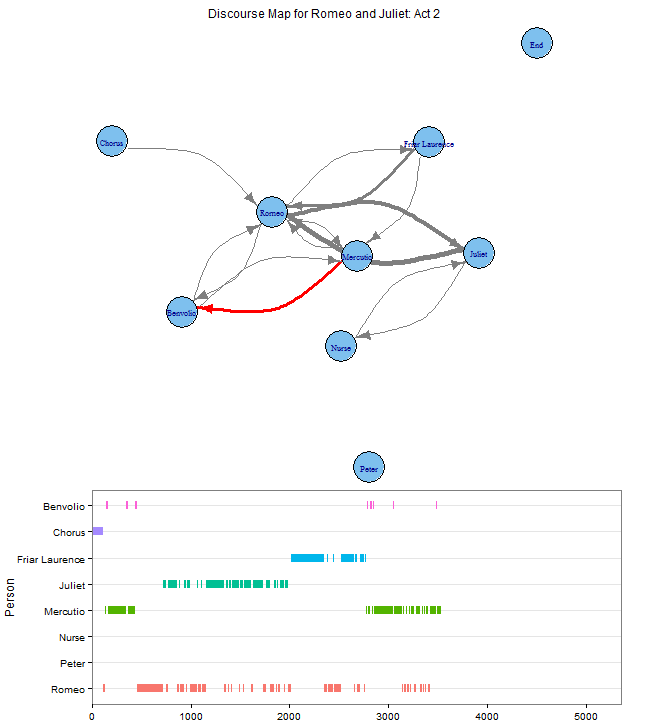 Discourse Map for Romeo and Juliet: Act 2
End
Chorus
Friar Laurence
Romeo
Mercutio
Juliet
Benvolio
Nurse
Peter
Person
Benvolio
Chorus
Friar Laurence
Juliet
Mercutio
Nurse
Peter
Romeo
0 1000 2000 3000 4000 5000